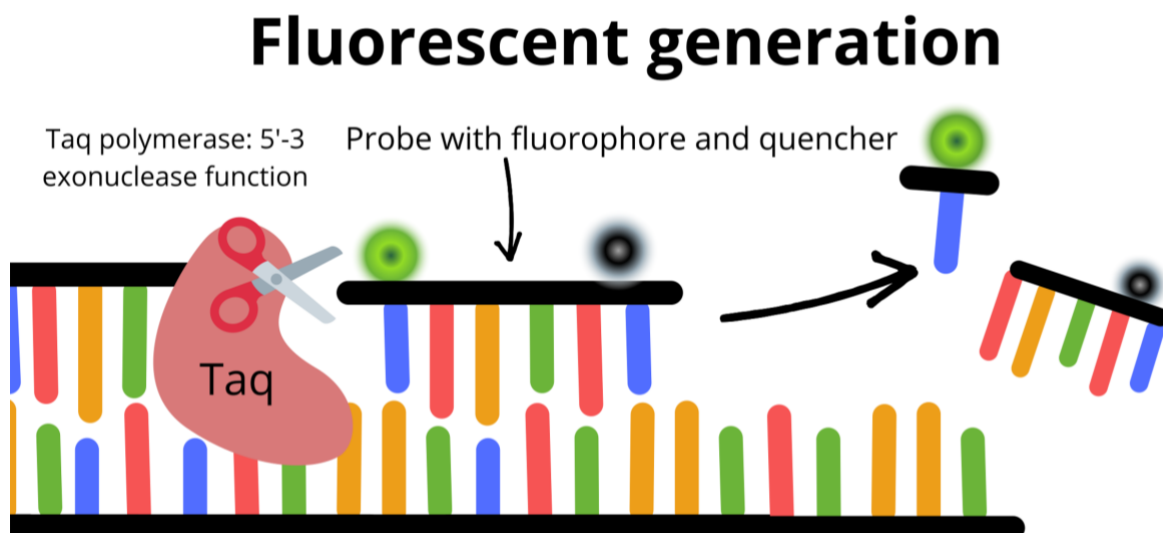 Fluorescent generation
Taq polymerase: 5'-3
exonuclease function
Probe with fluorophore and quencher
Taq